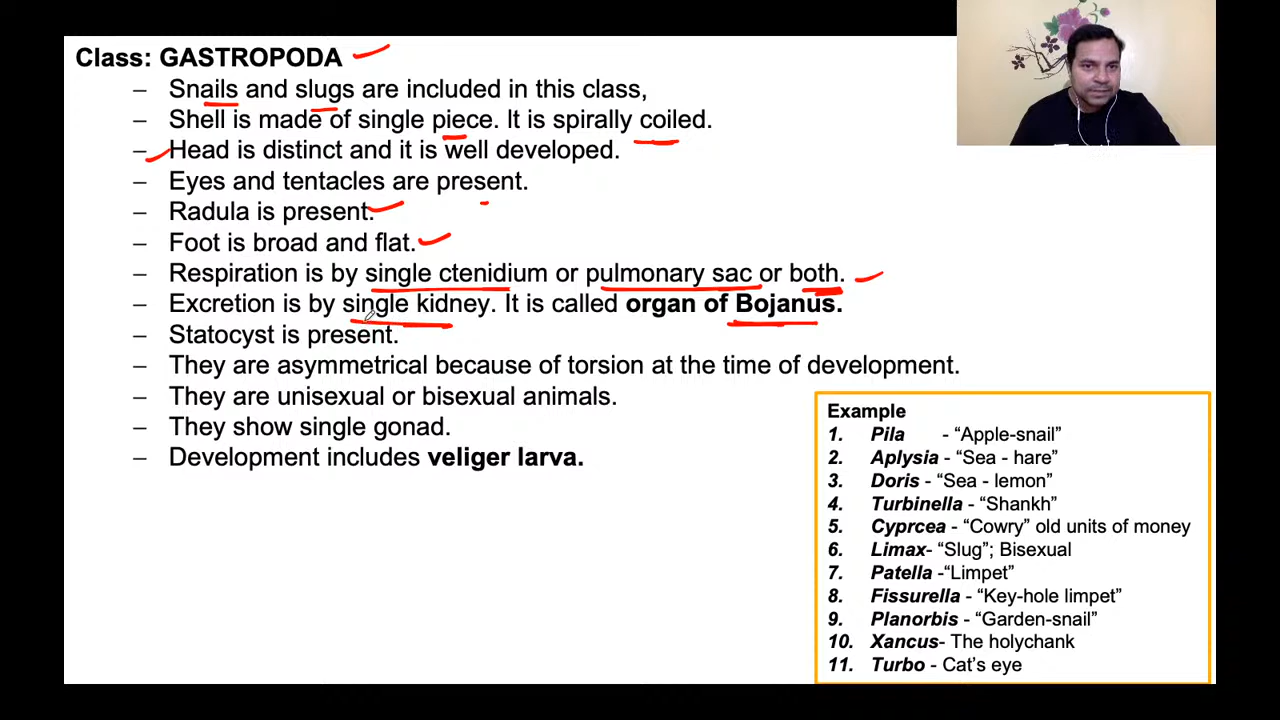 Class: GASTROPODA
– Snails and slugs are included in this class,
– Shell is made of single piece. It is spirally coiled.
– Head is distinct and it is well developed.
– Eyes and tentacles are present.
– Radula is present.
– Foot is broad and flat.
– Respiration is by single ctenidium or pulmonary sac or both.
– Excretion is by single kidney. It is called organ of Bojanus.
– Statocyst is present.
– They are asymmetrical because of torsion at the time of development.
– They are unisexual or bisexual animals.
– They show single gonad.
– Development includes veliger larva.
Example
1. Pila - “Apple-snail”
2. Aplysia - “Sea - hare”
3. Doris - “Sea - lemon”
4. Turbinella - “Shankh”
5. Cyprcea - “Cowry” old units of money
6. Limax- “Slug”; Bisexual
7. Patella -“Limpet”
8. Fissurella - “Key-hole limpet”
9. Planorbis - “Garden-snail”
10. Xancus- The holychank
11. Turbo - Cat’s eye